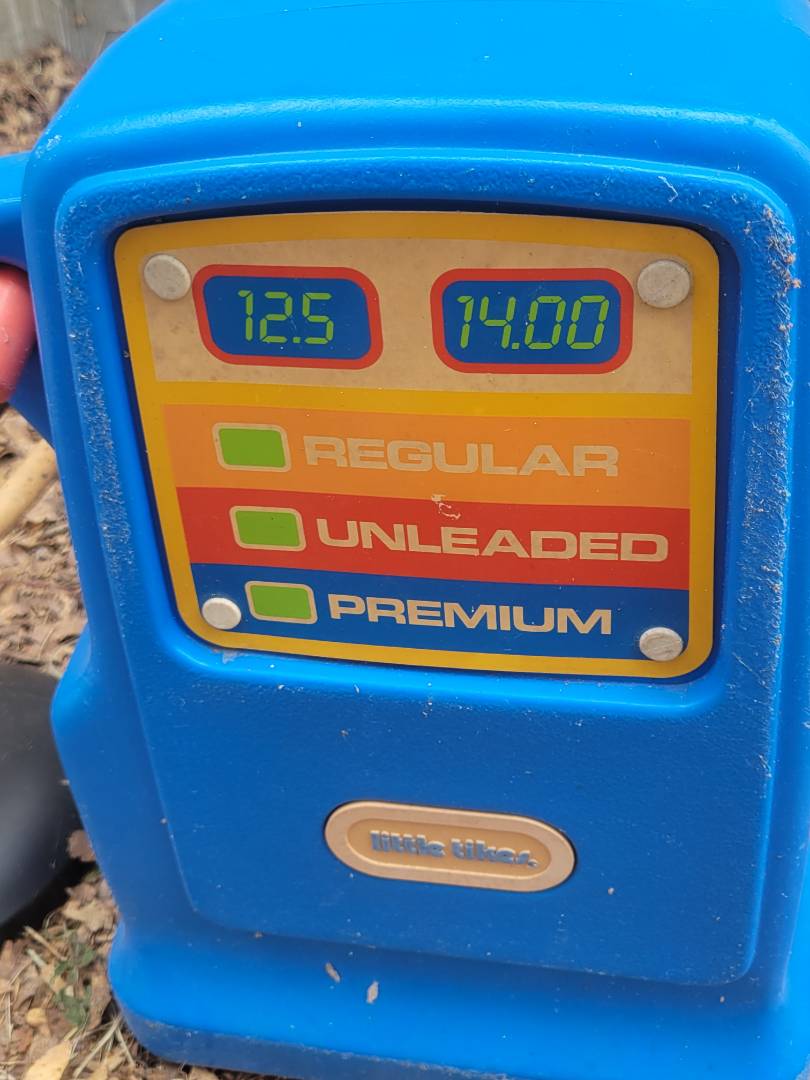 12.5 14.00
REGULAR
UNLEADED
PREMIUM
little tikes.